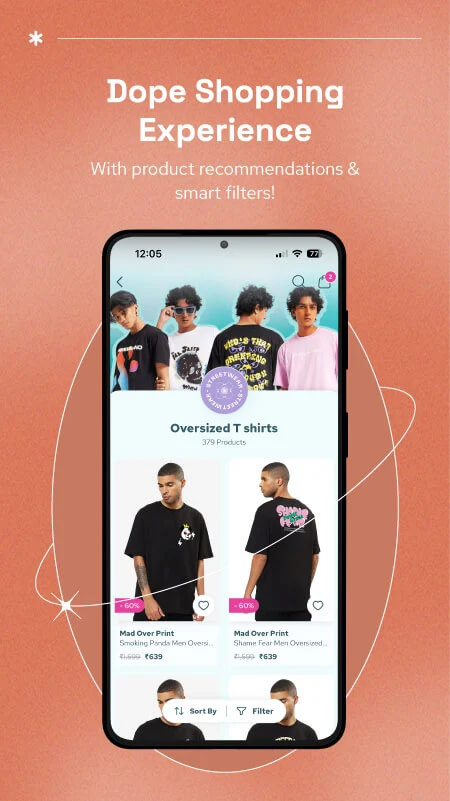 Dope Shopping
Experience
With product recommendations &
smart filters!
12:05
77
2
STREETWEAR • STREETWEAR •
Oversized T shirts
379 Products
- 60%
- 60%
Mad Over Print
Smoking Panda Men Oversi...
₹1,599 ₹639
Mad Over Print
Shame Fear Men Oversized...
₹1,599 ₹639
Sort By
Filter